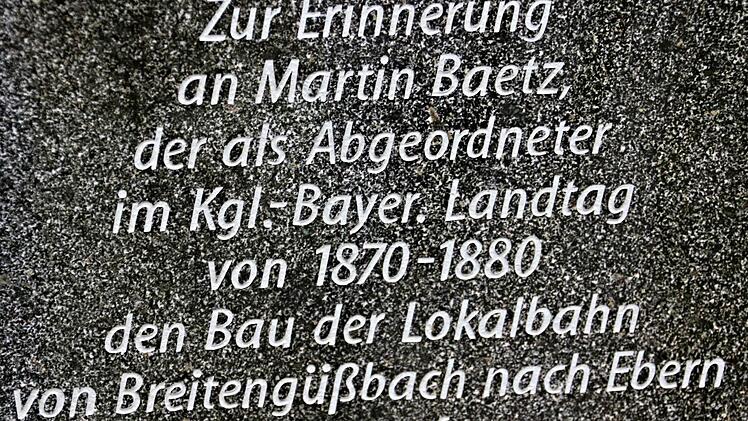 Zur Erinnerung
an Martin Baetz,
der als Abgeordneter
im Kgl.-Bayer. Landtag
von 1870-1880
den Bau der Lokalbahn
von Breitengüßbach nach Ebern